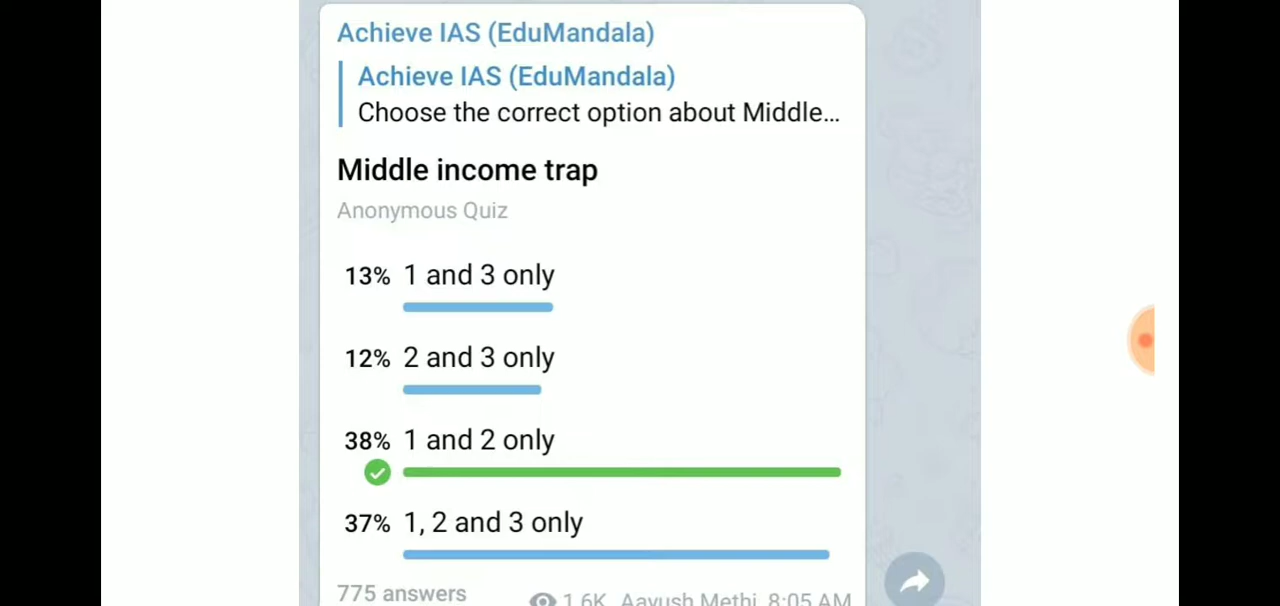 Achieve IAS (EduMandala)
Achieve IAS (EduMandala)
Choose the correct option about Middle...
Middle income trap
Anonymous Quiz
13% 1 and 3 only
12% 2 and 3 only
38% 1 and 2 only
37% 1, 2 and 3 only
775 answers 1.6K Aayush Methi, 8:05 AM